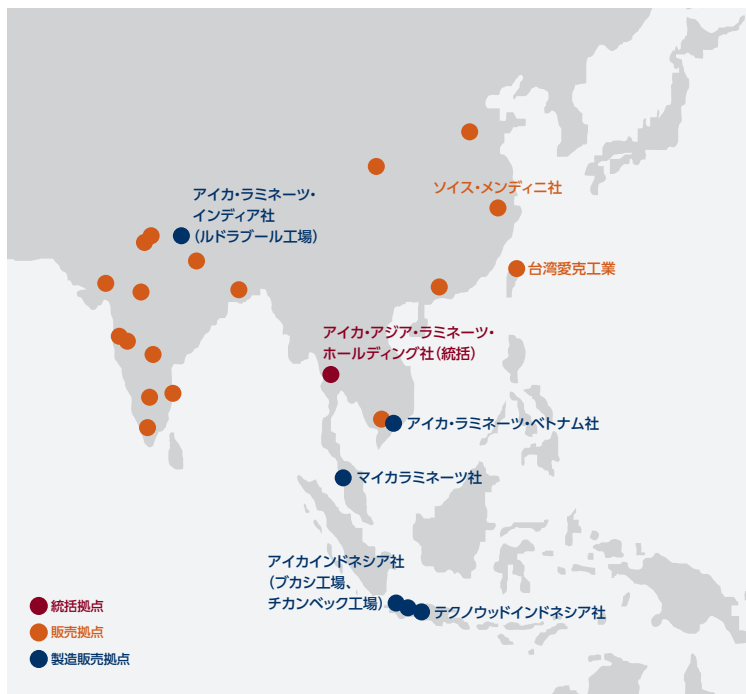 ソイス・メンディニ社
アイカ・ラミネーツ・
インディア社
（ルドラプール工場）
台湾愛克工業
アイカ・アジア・ラミネーツ・
ホールディング社（統括）
アイカ・ラミネーツ・ベトナム社
マイカラミネーツ社
アイカインドネシア社
（ブカシ工場、
チカンペック工場）
テクノウッドインドネシア社
統括拠点
販売拠点
製造販売拠点